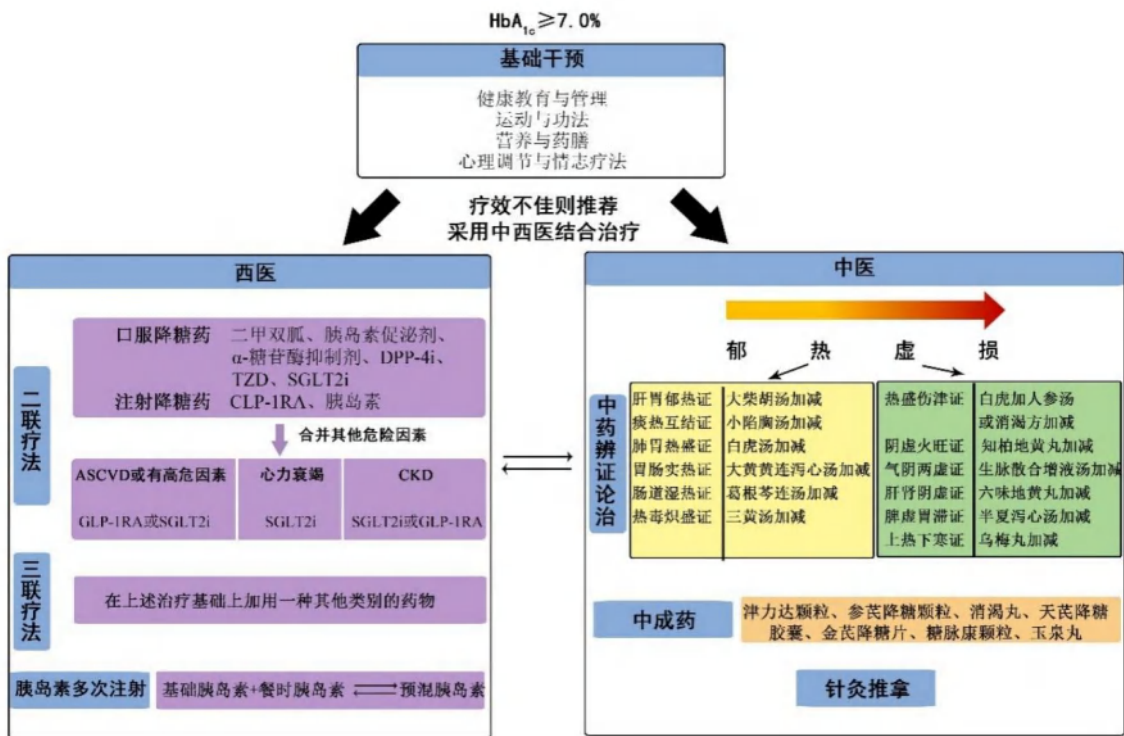 HbA1c≥7.0%
基础干预
健康教育与管理
运动与功法
营养与药膳
心理调节与情志疗法
疗效不佳则推荐
采用中西医结合治疗
西医
二联疗法
口服降糖药 二甲双胍、胰岛素促泌剂、
α-糖苷酶抑制剂、DPP-4i、
TZD、SGLT2i
注射降糖药 CLP-1RA、胰岛素
合并其他危险因素
ASCVD或有高危因素 心力衰竭 CKD
GLP-1RA或SGLT2i SGLT2i SGLT2i或GLP-1RA
三联疗法
在上述治疗基础上加用一种其他类别的药物
胰岛素多次注射
基础胰岛素+餐时胰岛素 预混胰岛素
中医
郁 热 虚 损
中药辨证论治
肝胃郁热证 大柴胡汤加减
痰热互结证 小陷胸汤加减
肺胃热盛证 白虎汤加减
胃肠实热证 大黄黄连泻心汤加减
肠道湿热证 葛根芩连汤加减
热毒炽盛证 三黄汤加减
热盛伤津证 白虎加人参汤
或消渴方加减
阴虚火旺证 知柏地黄丸加减
气阴两虚证 生脉散合增液汤加减
肝肾阴虚证 六味地黄丸加减
脾虚胃滞证 半夏泻心汤加减
上热下寒证 乌梅丸加减
中成药
津力达颗粒、参芪降糖颗粒、消渴丸、天芪降糖
胶囊、金芪降糖片、糖脉康颗粒、玉泉丸
针灸推拿